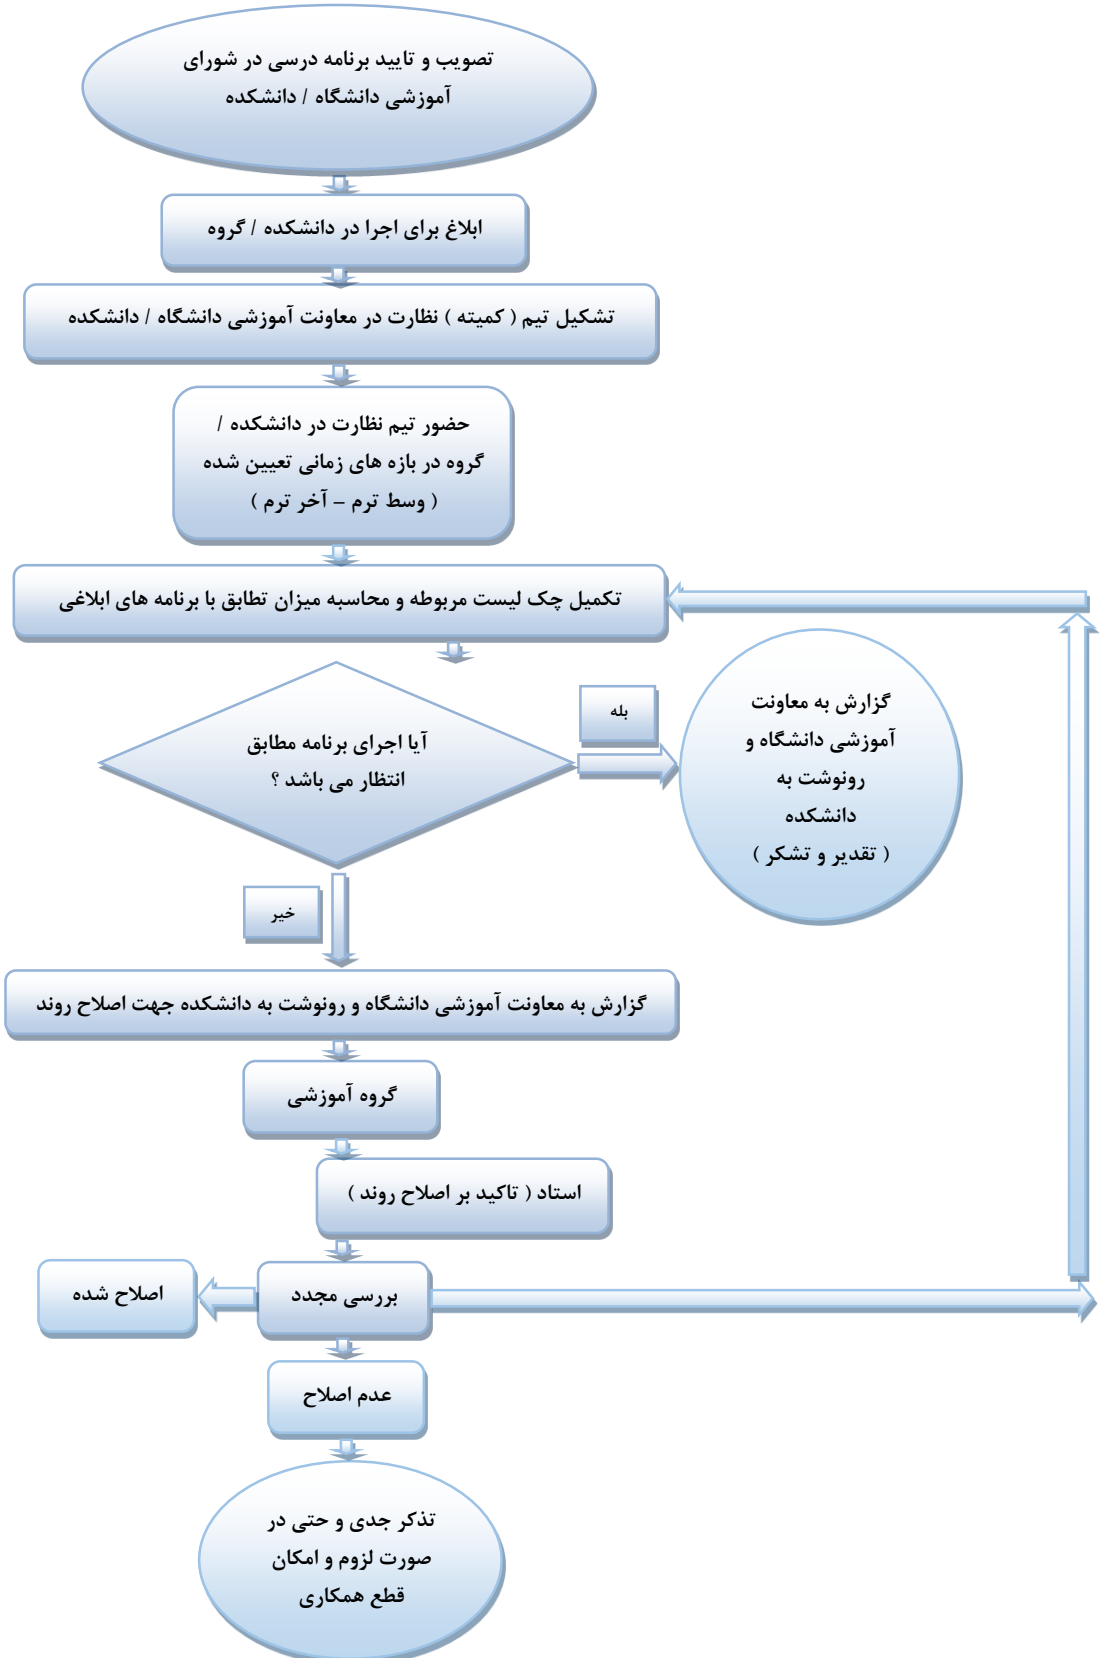 تصویب و تایید برنامه درسی در شورای
آموزشی دانشگاه / دانشکده
ابلاغ برای اجرا در دانشکده / گروه
تشکیل تیم ( کمیته ) نظارت در معاونت آموزشی دانشگاه / دانشکده
حضور تیم نظارت در دانشکده /
گروه در بازه های زمانی تعیین شده
( وسط ترم – آخر ترم )
تکمیل چک لیست مربوطه و محاسبه میزان تطابق با برنامه های ابلاغی
آیا اجرای برنامه مطابق
انتظار می باشد ؟
بله
گزارش به معاونت
آموزشی دانشگاه و
رونوشت به
دانشکده
( تقدیر و تشکر )
خیر
گزارش به معاونت آموزشی دانشگاه و رونوشت به دانشکده جهت اصلاح روند
گروه آموزشی
استاد ( تاکید بر اصلاح روند )
بررسی مجدد
اصلاح شده
عدم اصلاح
تذکر جدی و حتی در
صورت لزوم و امکان
قطع همکاری